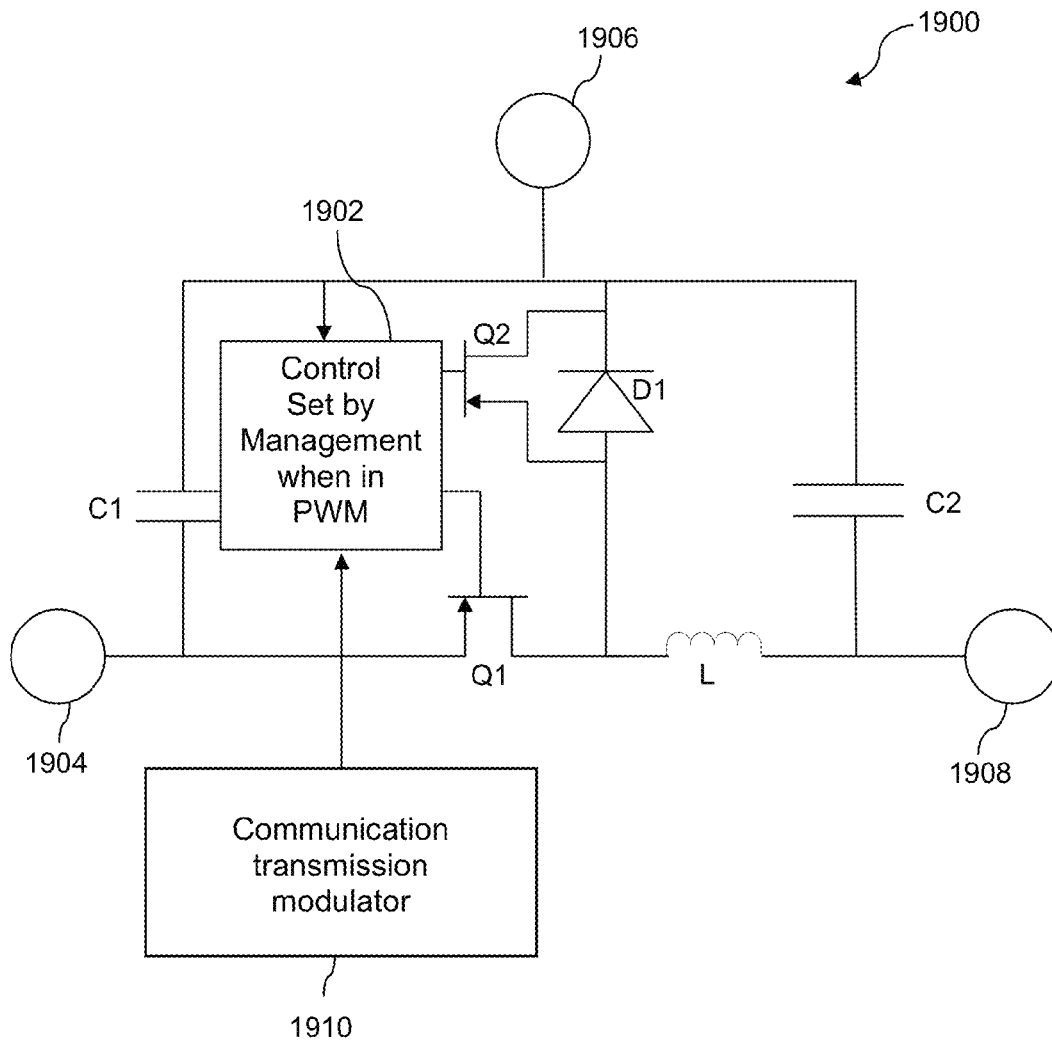 1900
1906
1902
Q2
Control
Set by
Management
when in
PWM
D1
C1
C2
Q1
L
1904
1908
Communication
transmission
modulator
1910